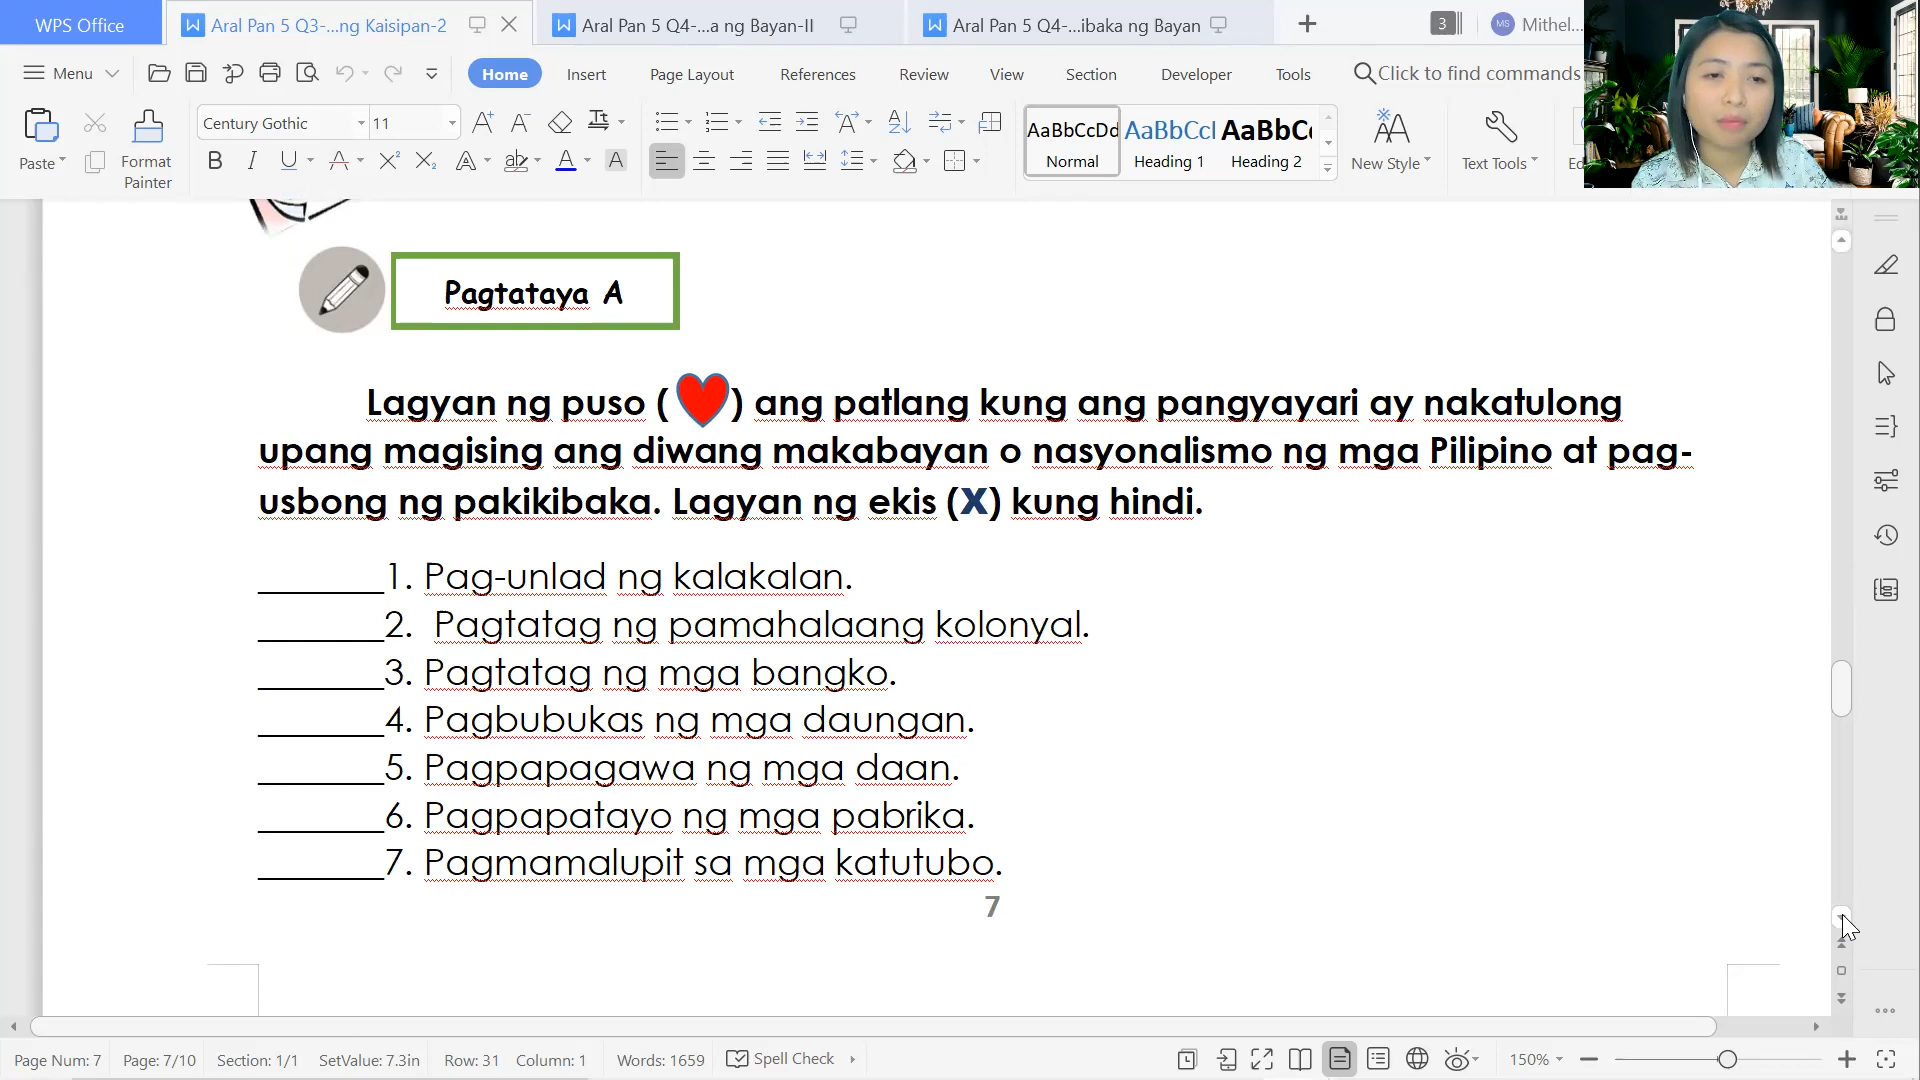 WPS Office
Aral Pan 5 Q3-...ng Kaisipan-2
Aral Pan 5 Q4-...a ng Bayan-II
Aral Pan 5 Q4-...ibaka ng Bayan
3
MS
Mithel...
Menu
Home
Insert
Page Layout
References
Review
View
Section
Developer
Tools
Click to find commands
Paste
Format Painter
Century Gothic
11
AaBbCcDd
Normal
AaBbCcl
Heading 1
AaBbC
Heading 2
New Style
Text Tools
Pagtataya A
Lagyan ng puso ( ) ang patlang kung ang pangyayari ay nakatulong
upang magising ang diwang makabayan o nasyonalismo ng mga Pilipino at pag-
usbong ng pakikibaka. Lagyan ng ekis (X) kung hindi.
_______1. Pag-unlad ng kalakalan.
_______2. Pagtatag ng pamahalaang kolonyal.
_______3. Pagtatag ng mga bangko.
_______4. Pagbubukas ng mga daungan.
_______5. Pagpapagawa ng mga daan.
_______6. Pagpapatayo ng mga pabrika.
_______7. Pagmamalupit sa mga katutubo.
7
Page Num: 7
Page: 7/10
Section: 1/1
SetValue: 7.3in
Row: 31
Column: 1
Words: 1659
Spell Check
150%